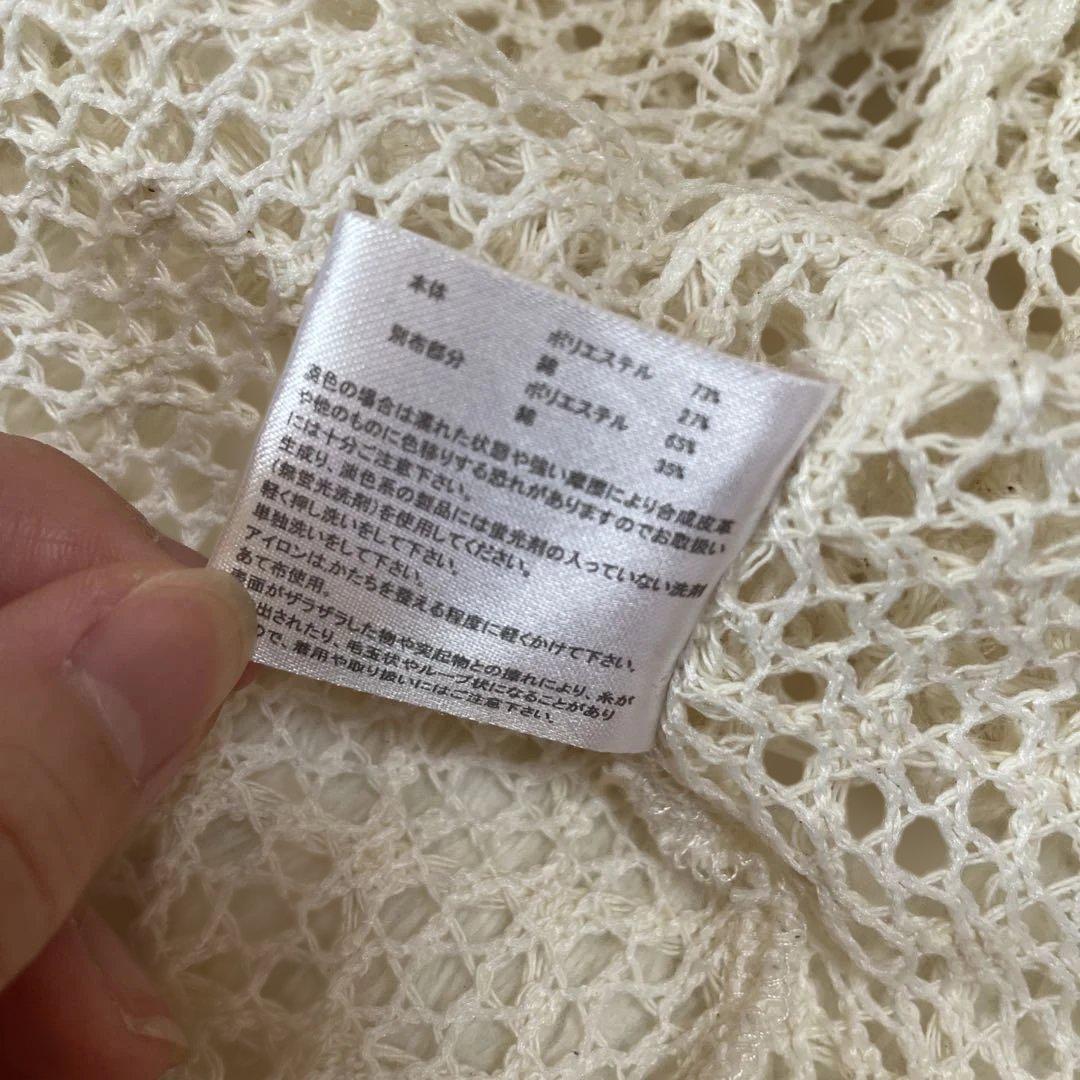 本体 ポリエステル 73%
綿 27%
別布部分 ポリエステル 65%
綿 35%
濃色の場合は濡れた状態や強い摩擦により合成皮革
や他のものに色移りする恐れがありますのでお取扱い
には十分ご注意下さい。
生成り、淡色系の製品には蛍光剤の入っていない洗剤
(無蛍光洗剤)を使用してください。
軽く押し洗いをして下さい。
単独洗いをして下さい。
アイロンは、かたちを整える程度に軽くかけて下さい。
あて布使用。
表面がザラザラした物や突起物との擦れにより、糸が
出されたり、毛玉状やループ状になることがあり
ので、着用や取り扱いにはご注意下さい。